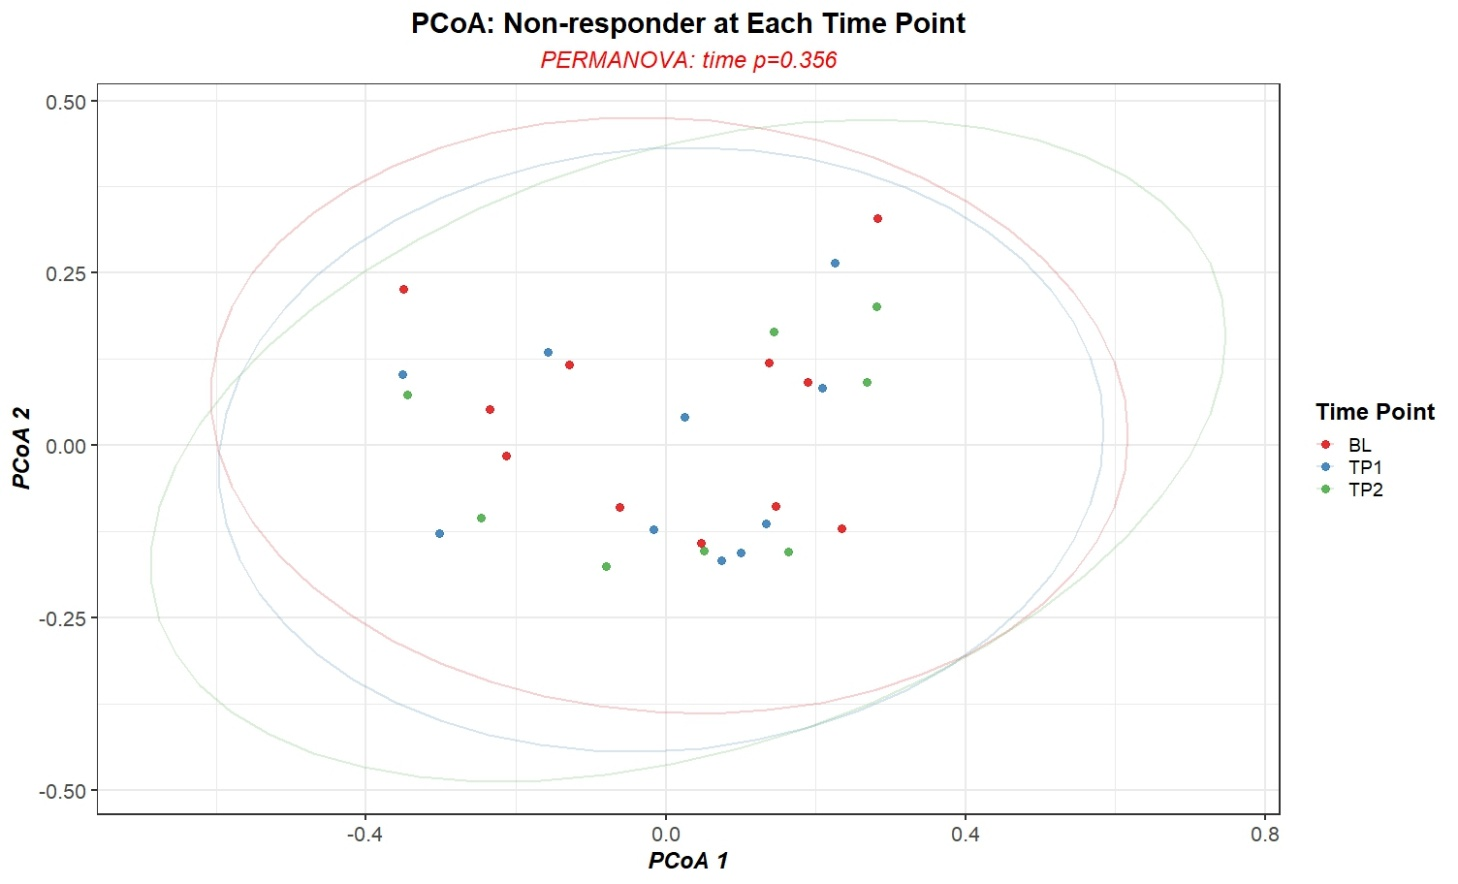 PCoA: Non-responder at Each Time Point
PERMANOVA: time p=0.356
0.50
0.25
0.00
-0.25
-0.50
PCoA 2
-0.4
0.0
0.4
0.8
PCoA 1
Time Point
BL
TP1
TP2